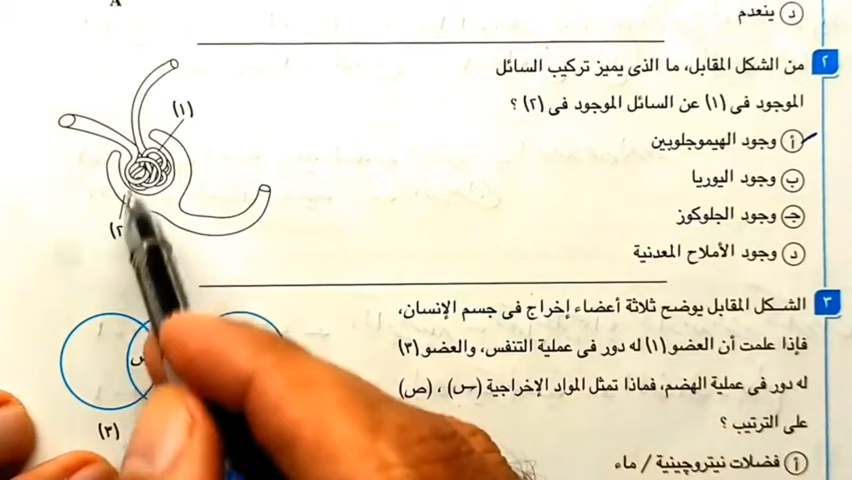 A
د ينعدم
٢ من الشكل المقابل، ما الذى يميز تركيب السائل
الموجود فى (١) عن السائل الموجود فى (٢) ؟
أ وجود الهيموجلوبين
ب وجود اليوريا
ج وجود الجلوكوز
د وجود الأملاح المعدنية
(١)
(٢
٣ الشكل المقابل يوضح ثلاثة أعضاء إخراج فى جسم الإنسان،
فإذا علمت أن العضو (١) له دور فى عملية التنفس، والعضو (٣)
له دور فى عملية الهضم، فماذا تمثل المواد الإخراجية (س) ، (ص)
على الترتيب ؟
أ فضلات نيتروچينية / ماء
(٣)